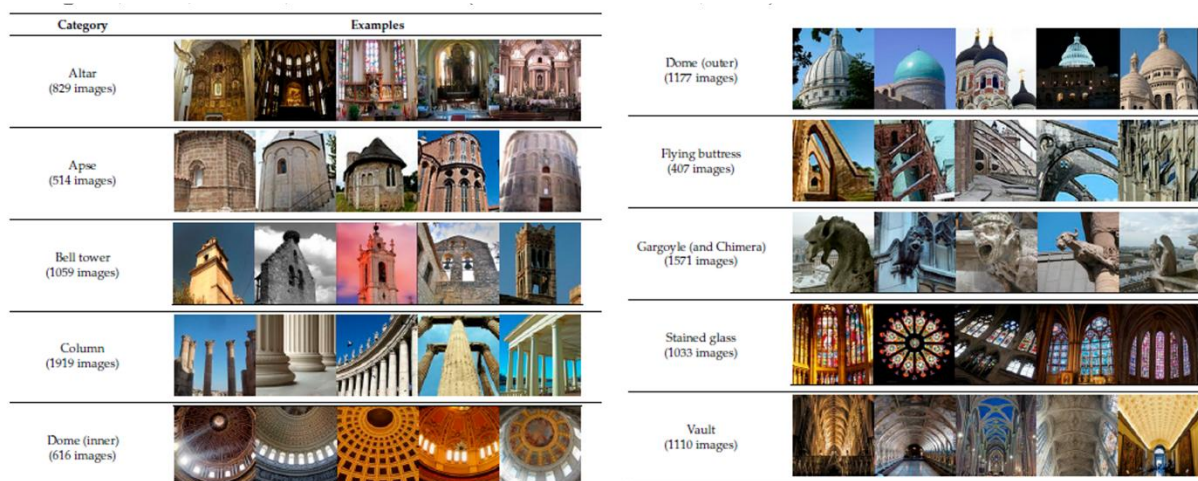 Category Examples
Altar
(829 images)
Apse
(514 images)
Bell tower
(1059 images)
Column
(1919 images)
Dome (inner)
(616 images)
Dome (outer)
(1177 images)
Flying buttress
(407 images)
Gargoyle (and Chimera)
(1571 images)
Stained glass
(1033 images)
Vault
(1110 images)